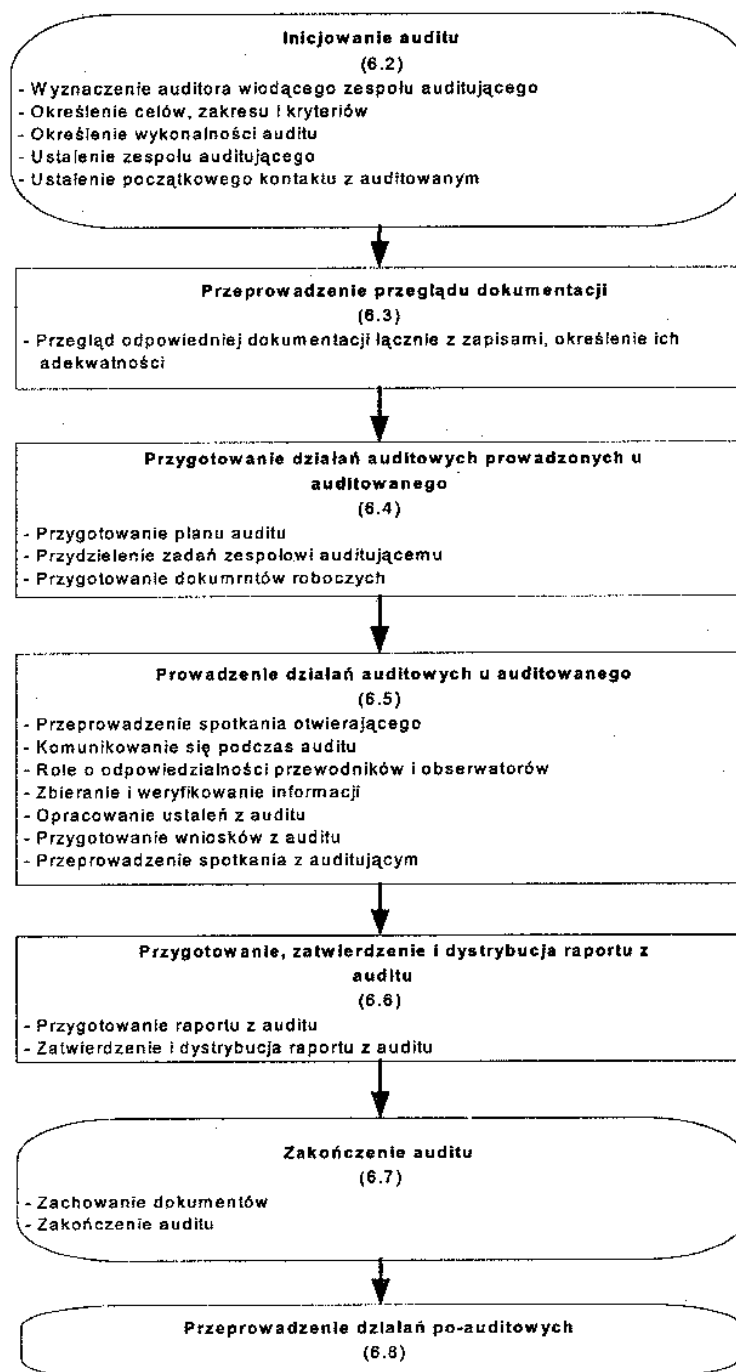 Inicjowanie auditu
(6.2)
- Wyznaczenie auditora wiodącego zespołu auditującego
- Określenie celów, zakresu i kryteriów
- Określenie wykonalności auditu
- Ustalenie zespołu auditującego
- Ustalenie początkowego kontaktu z auditowanym
Przeprowadzenie przeglądu dokumentacji
(6.3)
- Przegląd odpowiedniej dokumentacji łącznie z zapisami, określenie ich
adekwatności
Przygotowanie działań auditowych prowadzonych u
auditowanego
(6.4)
- Przygotowanie planu auditu
- Przydzielenie zadań zespołowi auditującemu
- Przygotowanie dokumrntów roboczych
Prowadzenie działań auditowych u auditowanego
(6.5)
- Przeprowadzenie spotkania otwierającego
- Komunikowanie się podczas auditu
- Role o odpowiedzialności przewodników i obserwatorów
- Zbieranie i weryfikowanie informacji
- Opracowanie ustaleń z auditu
- Przygotowanie wniosków z auditu
- Przeprowadzenie spotkania z auditującym
Przygotowanie, zatwierdzenie i dystrybucja raportu z
auditu
(6.6)
- Przygotowanie raportu z auditu
- Zatwierdzenie i dystrybucja raportu z auditu
Zakończenie auditu
(6.7)
- Zachowanie dokumentów
- Zakończenie auditu
Przeprowadzenie działań po-auditowych
(6.8)